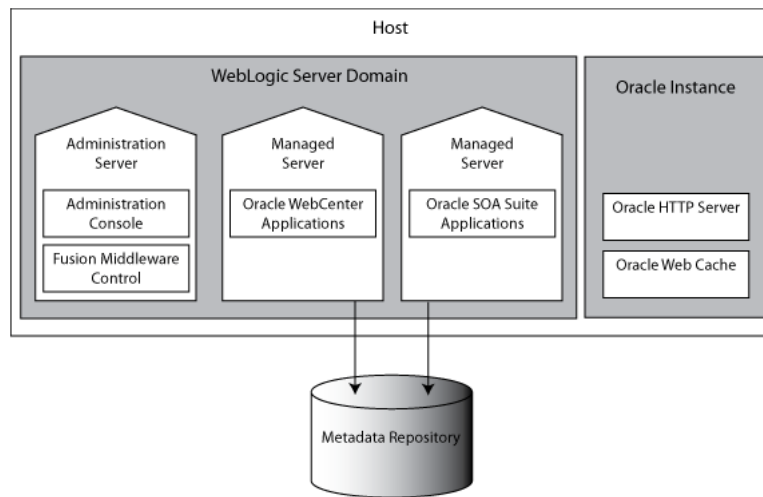 Host
WebLogic Server Domain
Administration
Server
Administration
Console
Fusion Middleware
Control
Managed
Server
Oracle WebCenter
Applications
Managed
Server
Oracle SOA Suite
Applications
Oracle Instance
Oracle HTTP Server
Oracle Web Cache
Metadata Repository